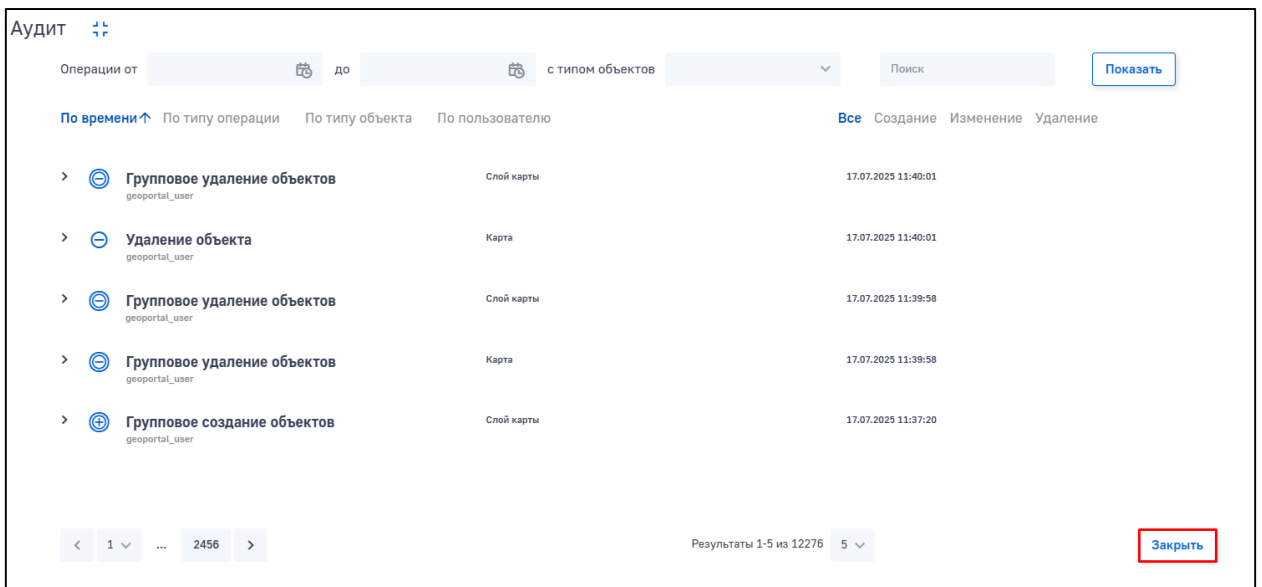 Аудит
Операции от до с типом объектов Поиск Показать
По времени По типу операции По типу объекта По пользователю Все Создание Изменение Удаление
Групповое удаление объектов Слой карты 17.07.2025 11:40:01
geoportal_user
Удаление объекта Карта 17.07.2025 11:40:01
geoportal_user
Групповое удаление объектов Слой карты 17.07.2025 11:39:58
geoportal_user
Групповое удаление объектов Карта 17.07.2025 11:39:58
geoportal_user
Групповое создание объектов Слой карты 17.07.2025 11:37:20
geoportal_user
1 ... 2456 Результаты 1-5 из 12276 5 Закрыть